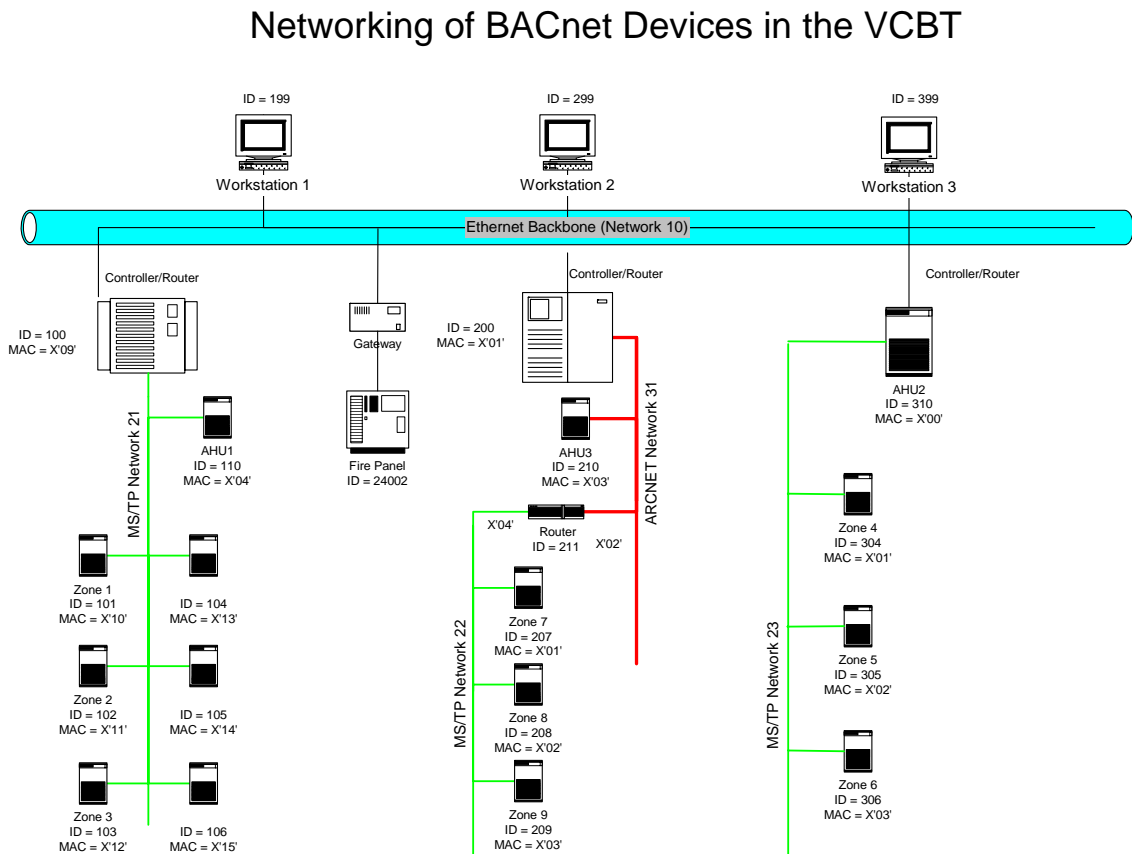 Networking of BACnet Devices in the VCBT
ID = 199
ID = 299
ID = 399
Workstation 1
Workstation 2
Workstation 3
Ethernet Backbone (Network 10)
Controller/Router
Controller/Router
Controller/Router
ID = 100
MAC = X'09'
Gateway
ID = 200
MAC = X'01'
AHU2
ID = 310
MAC = X'00'
MS/TP Network 21
AHU1
ID = 110
MAC = X'04'
Fire Panel
ID = 24002
AHU3
ID = 210
MAC = X'03'
ARCNET Network 31
X'04'
Router
ID = 211
X'02'
Zone 1
ID = 101
MAC = X'10'
ID = 104
MAC = X'13'
Zone 2
ID = 102
MAC = X'11'
ID = 105
MAC = X'14'
Zone 3
ID = 103
MAC = X'12'
ID = 106
MAC = X'15'
MS/TP Network 22
Zone 7
ID = 207
MAC = X'01'
Zone 8
ID = 208
MAC = X'02'
Zone 9
ID = 209
MAC = X'03'
MS/TP Network 23
Zone 4
ID = 304
MAC = X'01'
Zone 5
ID = 305
MAC = X'02'
Zone 6
ID = 306
MAC = X'03'